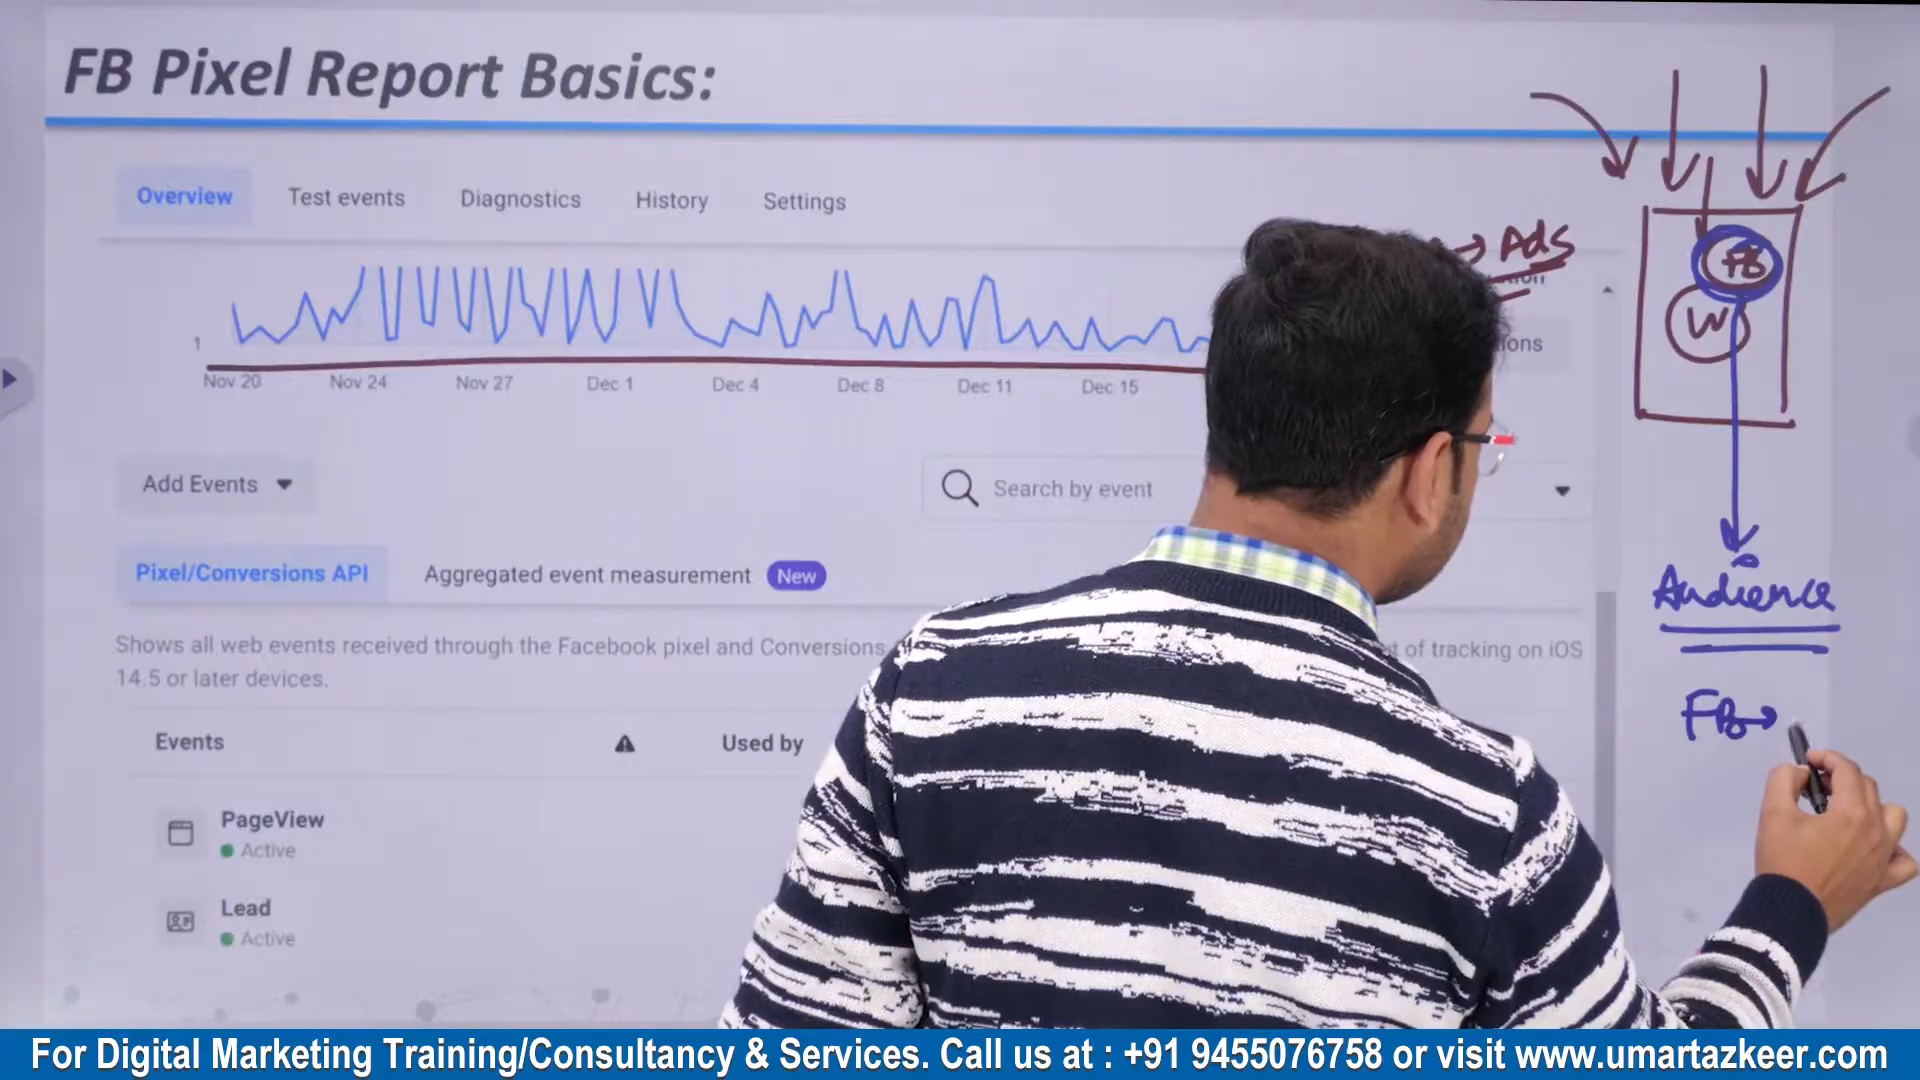 FB Pixel Report Basics:
Overview Test events Diagnostics History Settings
Ads
FB
W
1
Nov 20 Nov 24 Nov 27 Dec 1 Dec 4 Dec 8 Dec 11 Dec 15
Add Events
Search by event
Pixel/Conversions API Aggregated event measurement New
Audience
Shows all web events received through the Facebook pixel and Conversions of tracking on iOS
14.5 or later devices.
FB
Events Used by
PageView
Active
Lead
Active
For Digital Marketing Training/Consultancy & Services. Call us at : +91 9455076758 or visit www.umartazkeer.com